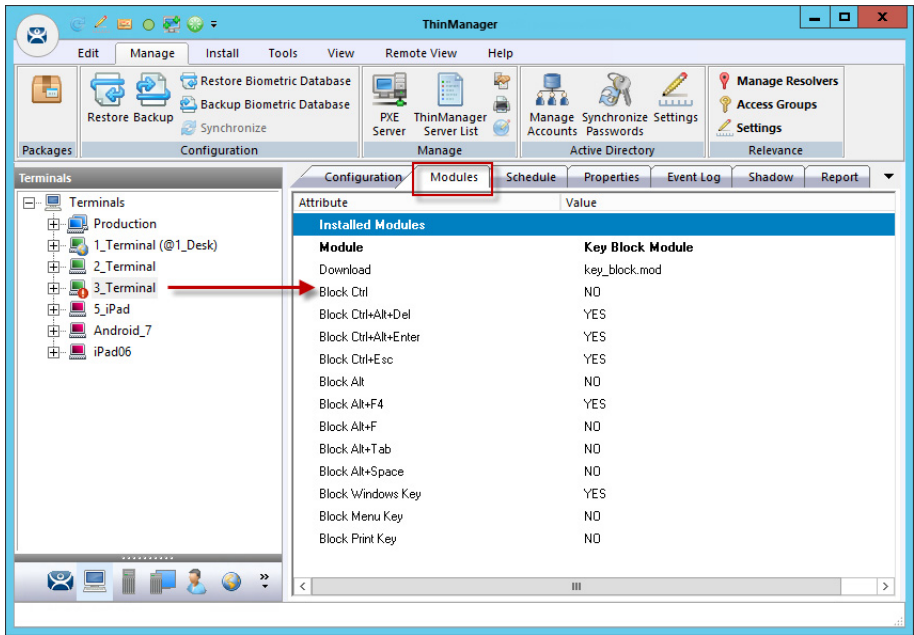 ThinManager
Edit Manage Install Tools View Remote View Help
Restore Backup
Restore Biometric Database
Backup Biometric Database
Synchronize
PXE Server
ThinManager Server List
Manage Accounts
Synchronize Passwords
Settings
Manage Resolvers
Access Groups
Settings
Packages Configuration Manage Active Directory Relevance
Terminals
Configuration Modules Schedule Properties Event Log Shadow Report
Terminals
Production
1_Terminal (@1_Desk)
2_Terminal
3_Terminal
5_iPad
Android_7
iPad06
Attribute Value
Installed Modules
Module Key Block Module
Download key_block.mod
Block Ctrl NO
Block Ctrl+Alt+Del YES
Block Ctrl+Alt+Enter YES
Block Ctrl+Esc YES
Block Alt NO
Block Alt+F4 YES
Block Alt+F NO
Block Alt+Tab NO
Block Alt+Space NO
Block Windows Key YES
Block Menu Key NO
Block Print Key NO